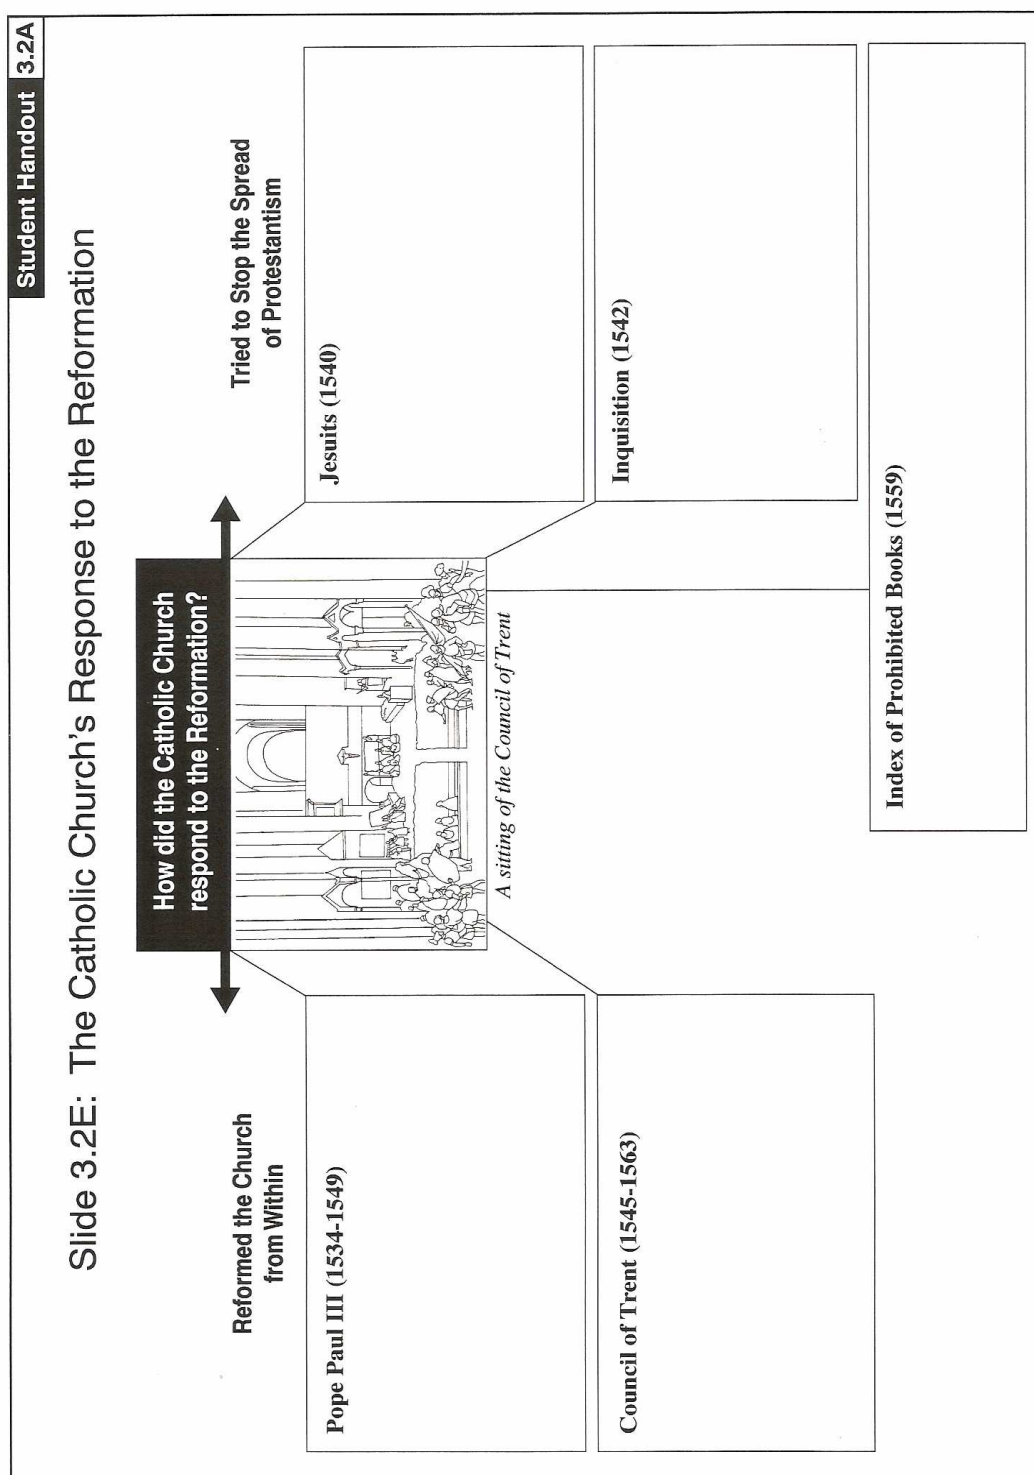 Student Handout 3.2A
Slide 3.2E: The Catholic Church's Response to the Reformation
How did the Catholic Church
respond to the Reformation?
Reformed the Church
from Within
Tried to Stop the Spread
of Protestantism
Pope Paul III (1534-1549)
Jesuits (1540)
A sitting of the Council of Trent
Council of Trent (1545-1563)
Inquisition (1542)
Index of Prohibited Books (1559)